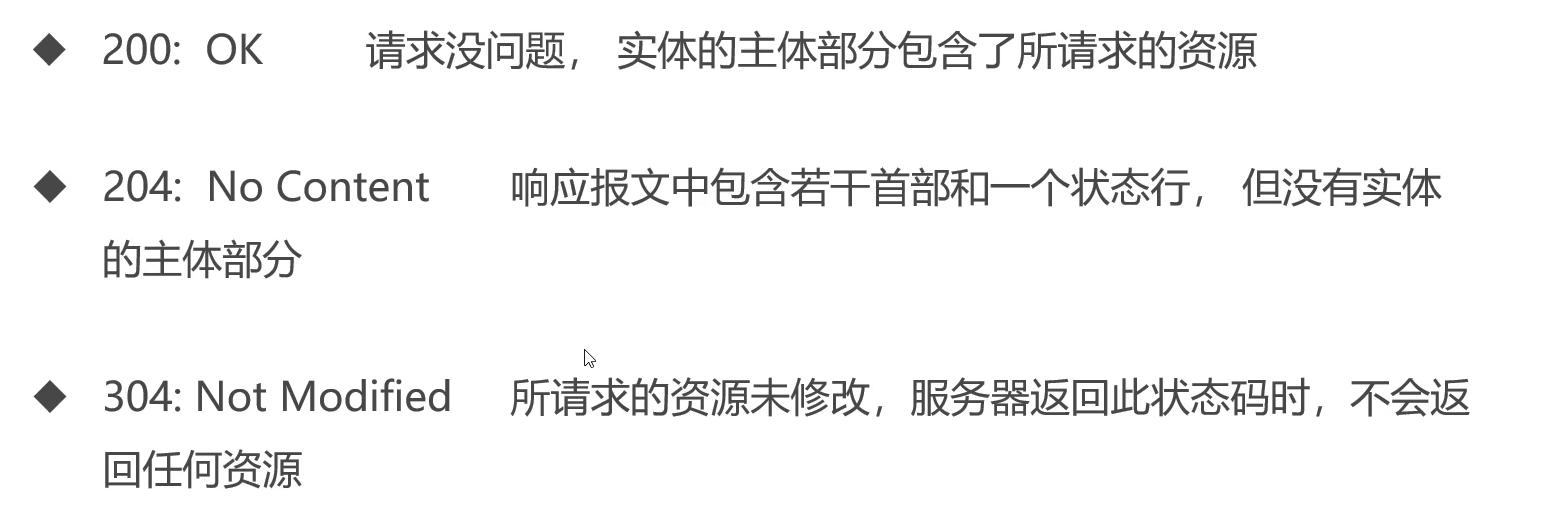 ◆ 200: OK 请求没问题， 实体的主体部分包含了所请求的资源
◆ 204: No Content 响应报文中包含若干首部和一个状态行， 但没有实体
的主体部分
◆ 304: Not Modified 所请求的资源未修改，服务器返回此状态码时，不会返
回任何资源